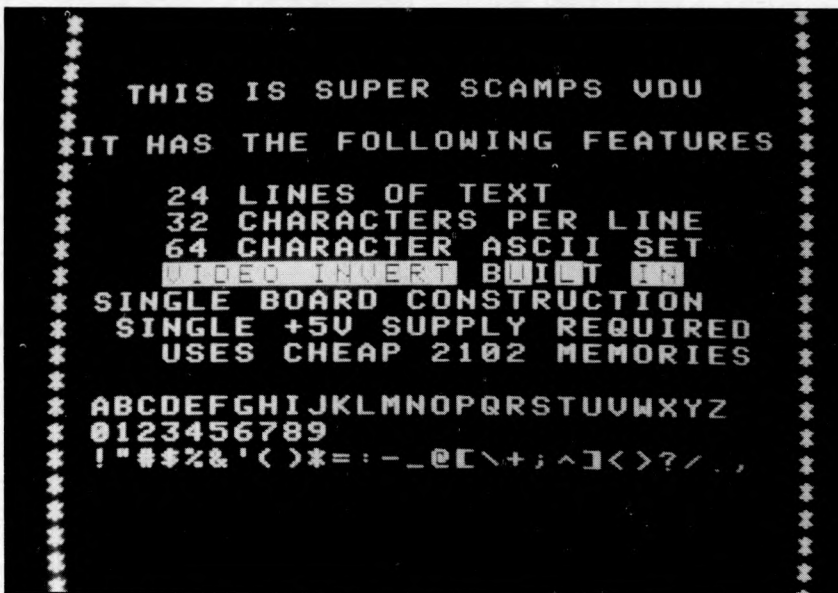 THIS IS SUPER SCAMPS VDU
IT HAS THE FOLLOWING FEATURES
24 LINES OF TEXT
32 CHARACTERS PER LINE
64 CHARACTER ASCII SET
VIDEO INVERT BUILT IN
SINGLE BOARD CONSTRUCTION
SINGLE +5V SUPPLY REQUIRED
USES CHEAP 2102 MEMORIES
ABCDEFGHIJKLMNOPQRSTUVWXYZ
0123456789
!"#$%&'()*=:-_@[\+;^]<>?/.,